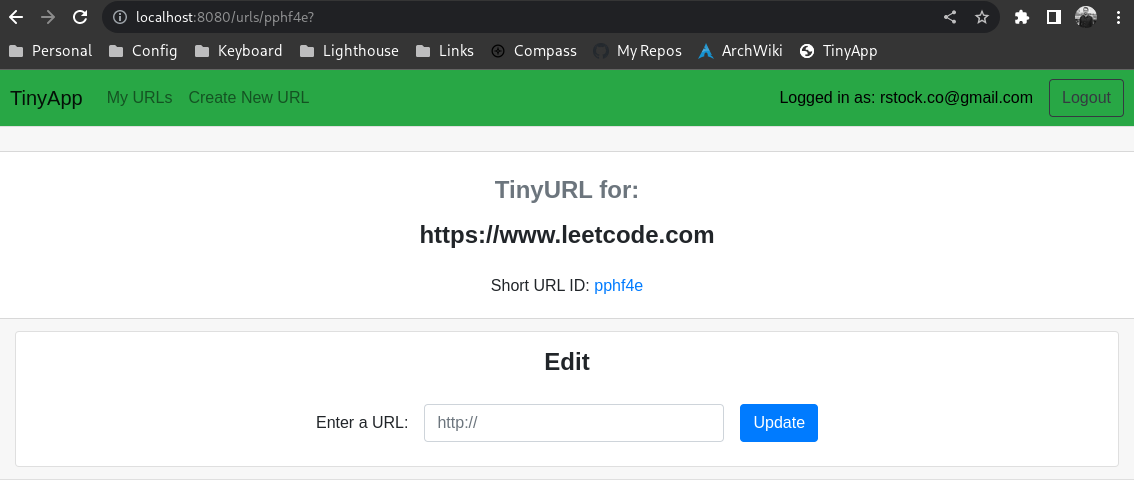 localhost:8080/urls/pphf4e?
Personal Config Keyboard Lighthouse Links Compass My Repos ArchWiki TinyApp
TinyApp My URLs Create New URL Logged in as: rstock.co@gmail.com Logout
TinyURL for:
https://www.leetcode.com
Short URL ID: pphf4e
Edit
Enter a URL: http:// Update